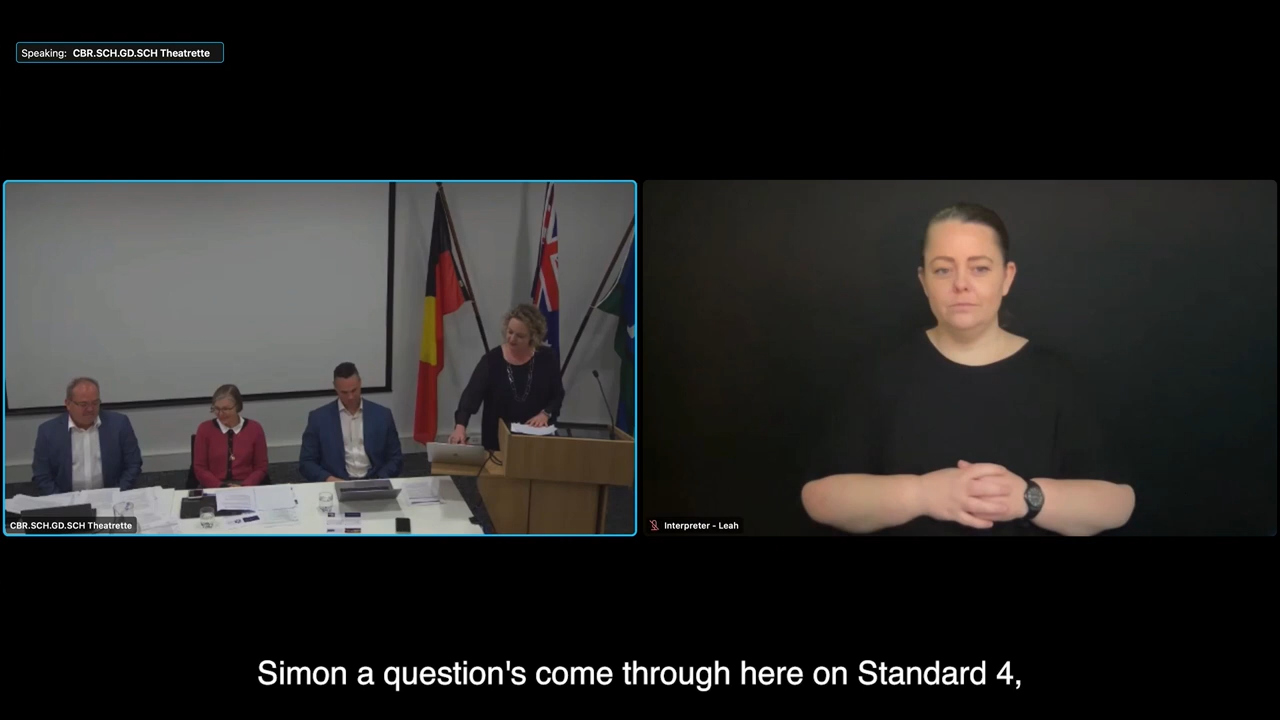 Speaking: CBR.SCH.GD.SCH Theatrette
CBR.SCH.GD.SCH Theatrette
Interpreter - Leah
Simon a question's come through here on Standard 4,